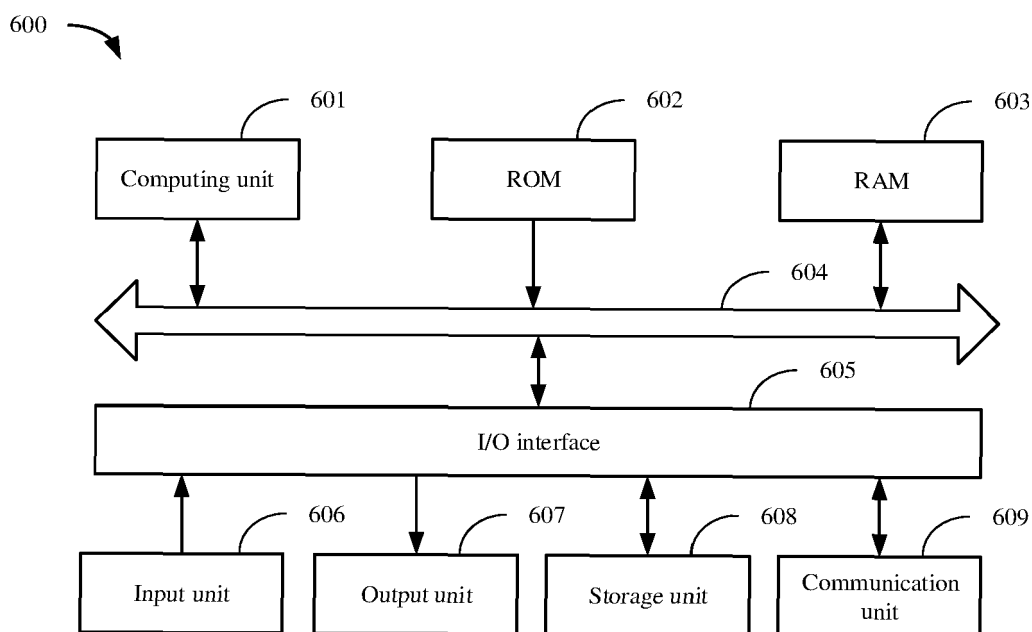 600
601
602
603
Computing unit
ROM
RAM
604
605
I/O interface
606
607
608
609
Input unit
Output unit
Storage unit
Communication
unit